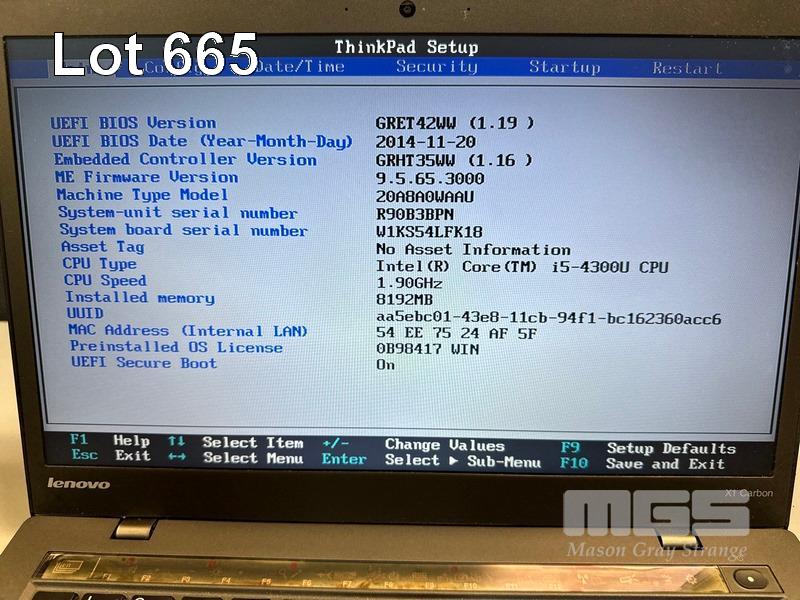 Lot 665
ThinkPad Setup
Date/Time Security Startup Restart
UEFI BIOS Version GRET42WW (1.19 )
UEFI BIOS Date (Year-Month-Day) 2014-11-20
Embedded Controller Version GRHT35WW (1.16 )
ME Firmware Version 9.5.65.3000
Machine Type Model 20A8A0WAAU
System-unit serial number R90B3BPN
System board serial number W1KS54LFK18
Asset Tag No Asset Information
CPU Type Intel(R) Core(TM) i5-4300U CPU
CPU Speed 1.90GHz
Installed memory 8192MB
UUID aa5ebc01-43e8-11cb-94f1-bc162360acc6
MAC Address (Internal LAN) 54 EE 75 24 AF 5F
Preinstalled OS License 0B98417 WIN
UEFI Secure Boot On
F1 Help ↑↓ Select Item +/- Change Values F9 Setup Defaults
Esc Exit ←→ Select Menu Enter Select ▶ Sub-Menu F10 Save and Exit
lenovo
X1 Carbon
MGS
Mason Gray Strange